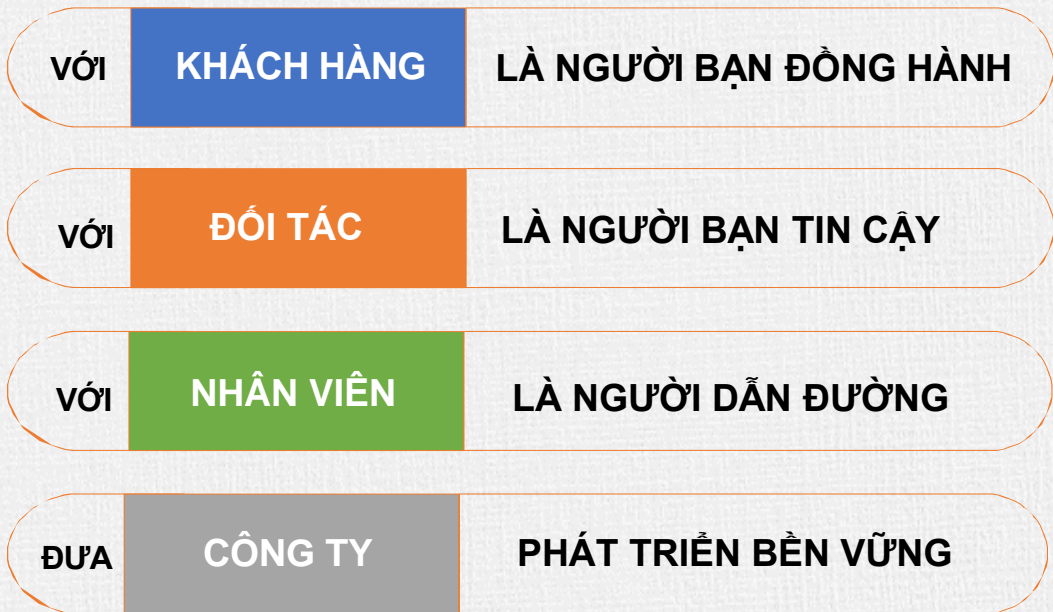 VỚI KHÁCH HÀNG LÀ NGƯỜI BẠN ĐỒNG HÀNH
VỚI ĐỐI TÁC LÀ NGƯỜI BẠN TIN CẬY
VỚI NHÂN VIÊN LÀ NGƯỜI DẪN ĐƯỜNG
ĐƯA CÔNG TY PHÁT TRIỂN BỀN VỮNG